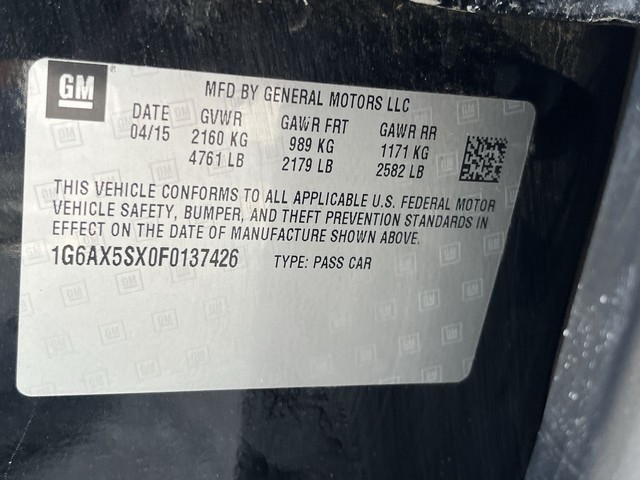 GM
MFD BY GENERAL MOTORS LLC
DATE GVWR GAWR FRT GAWR RR
04/15 2160 KG 989 KG 1171 KG
4761 LB 2179 LB 2582 LB
THIS VEHICLE CONFORMS TO ALL APPLICABLE U.S. FEDERAL MOTOR
VEHICLE SAFETY, BUMPER, AND THEFT PREVENTION STANDARDS IN
EFFECT ON THE DATE OF MANUFACTURE SHOWN ABOVE.
1G6AX5SX0F0137426 TYPE: PASS CAR